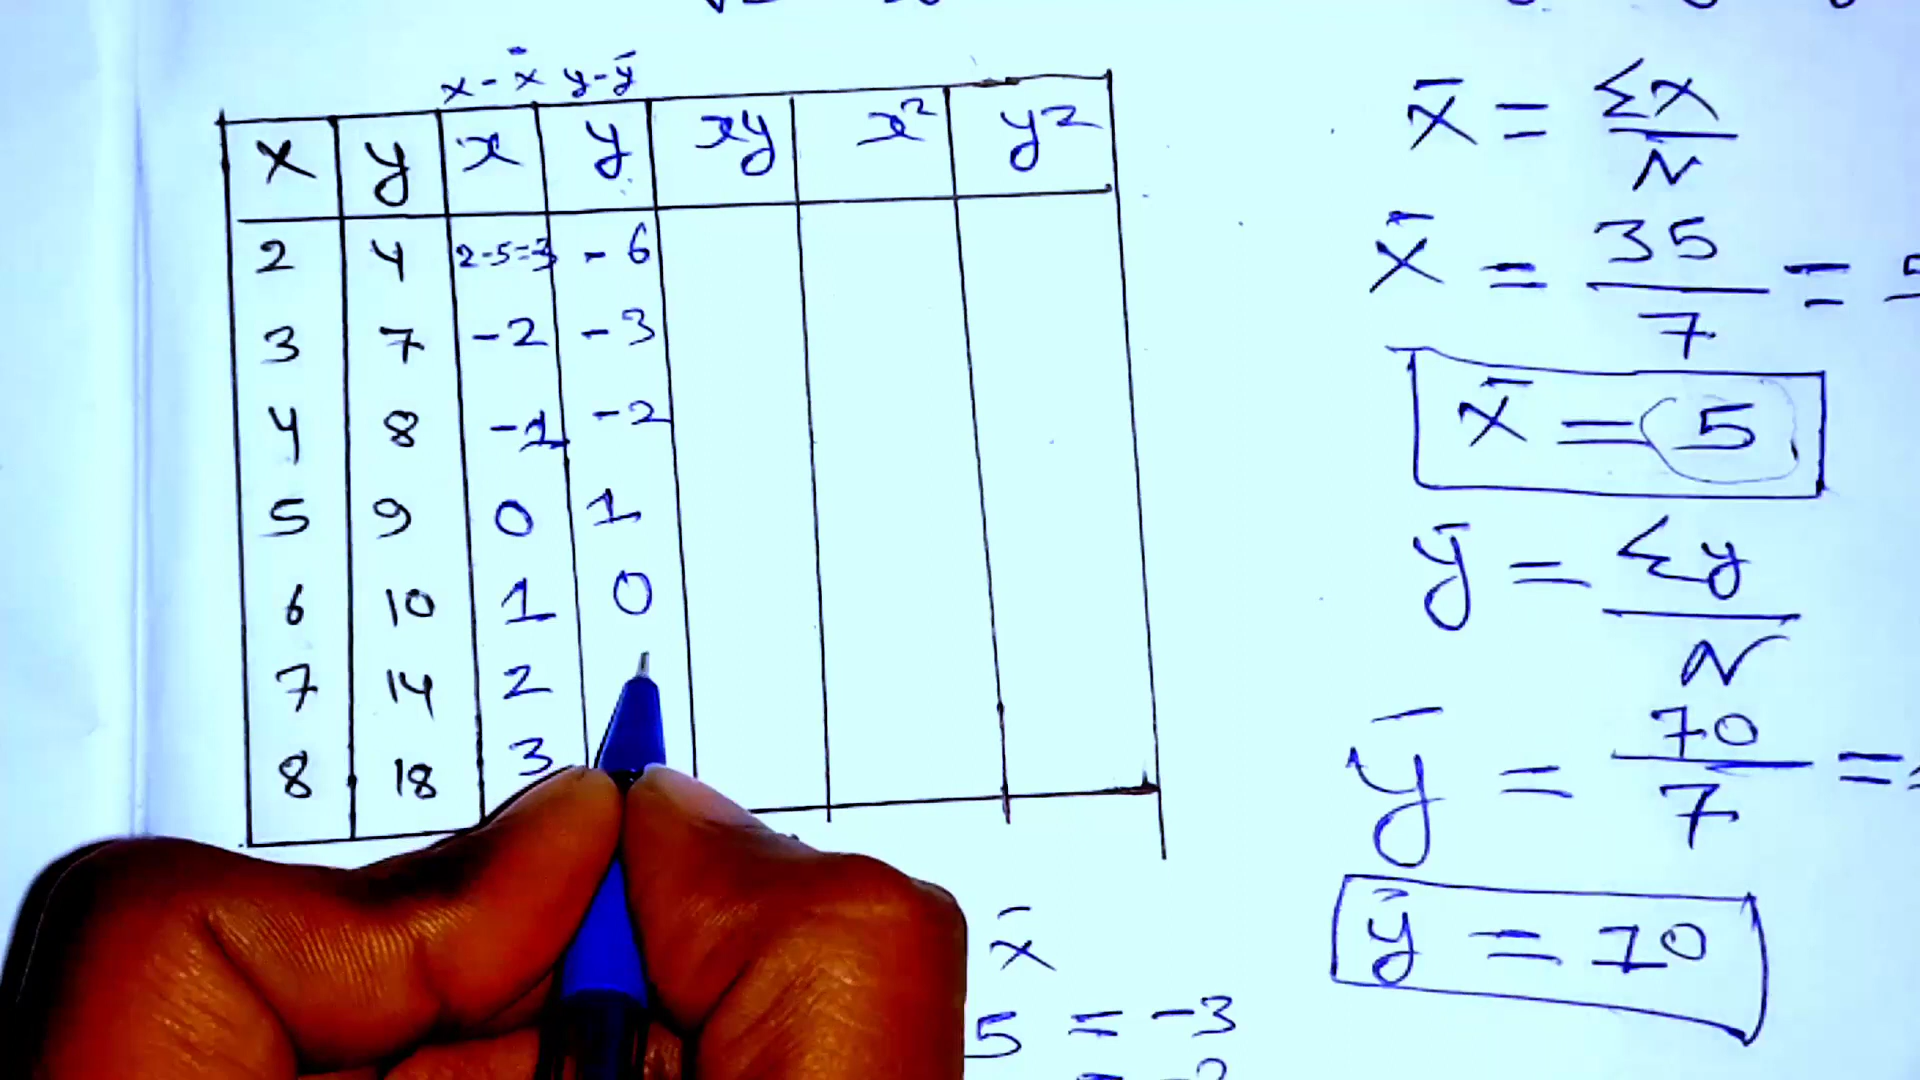 x - x̄ y - ȳ
X y x y xy x² y²
2 4 2-5=-3 -6
3 7 -2 -3
4 8 -1 -2
5 9 0 1
6 10 1 0
7 14 2
8 18 3
X̄ = ΣX / N
X̄ = 35 / 7 =
X̄ = 5
ȳ = Σy / N
ȳ = 70 / 7 =
ȳ = 10
x̄
5 = -3